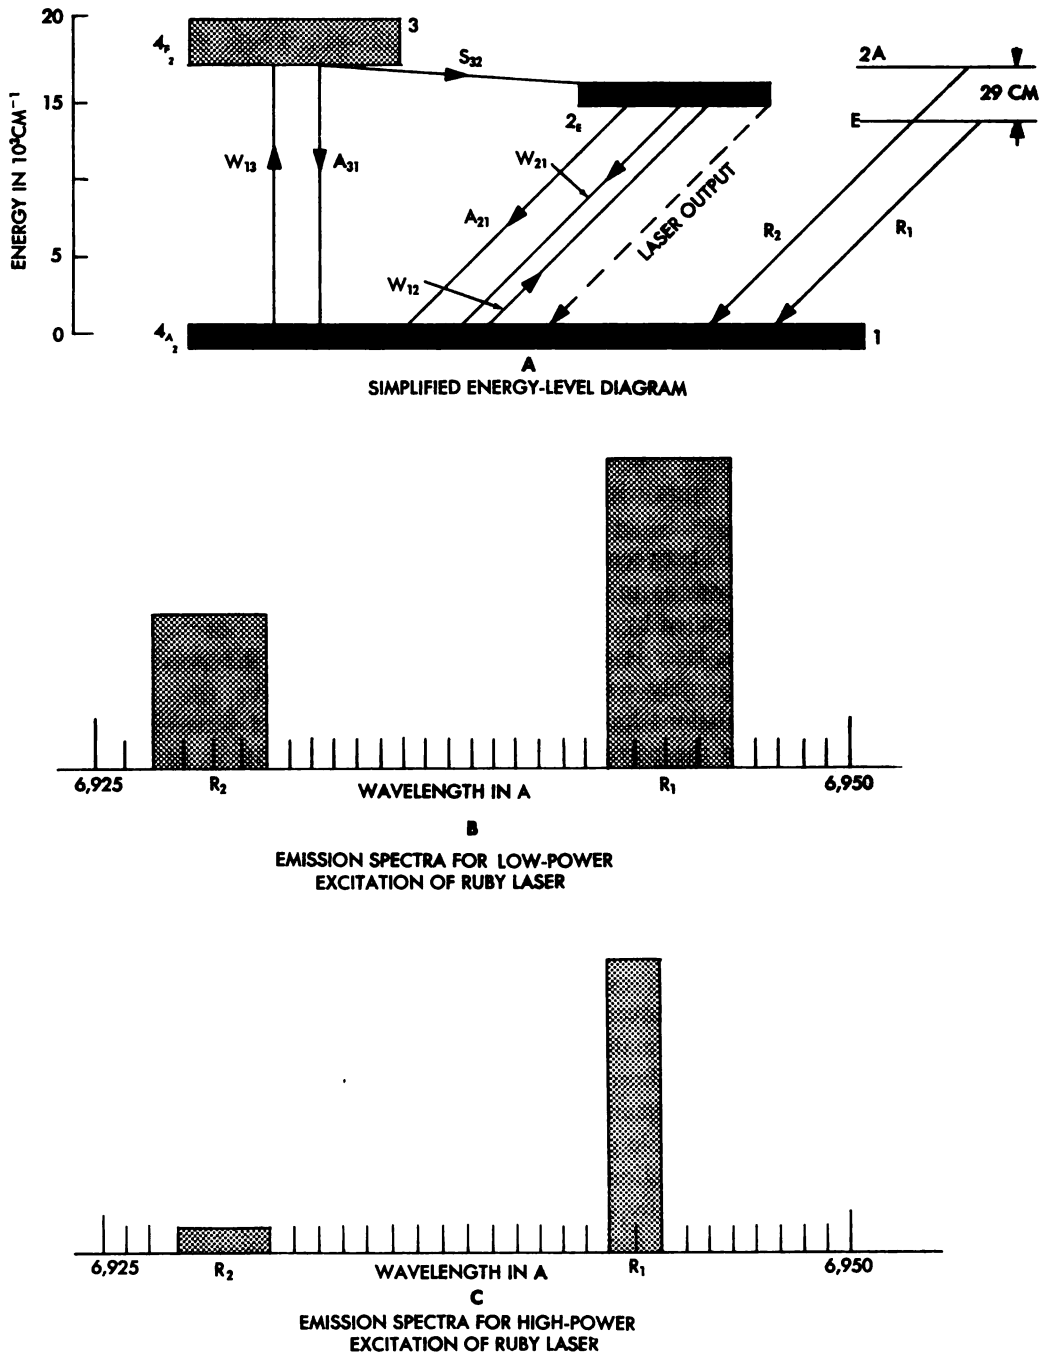 20
15
5
0
ENERGY IN 10³CM⁻¹
4F2
3
S32
2E
W13
A31
W21
A21
W12
LASER OUTPUT
2A
29 CM
E
R2
R1
4A2
1
A
SIMPLIFIED ENERGY-LEVEL DIAGRAM
6,925
R2
WAVELENGTH IN A
R1
6,950
B
EMISSION SPECTRA FOR LOW-POWER
EXCITATION OF RUBY LASER
6,925
R2
WAVELENGTH IN A
R1
6,950
C
EMISSION SPECTRA FOR HIGH-POWER
EXCITATION OF RUBY LASER